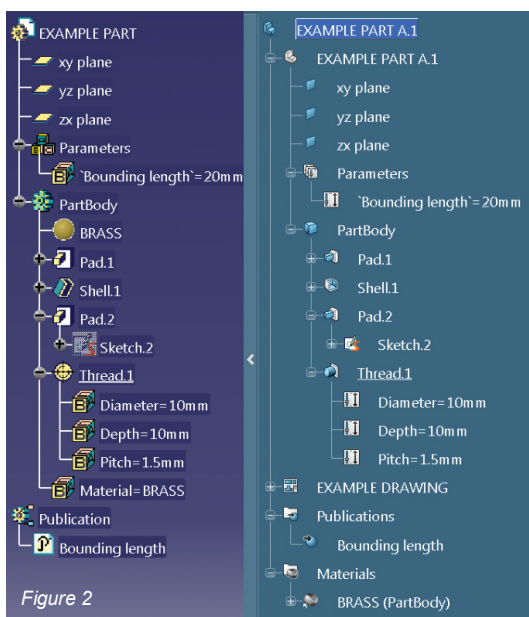 EXAMPLE PART
xy plane
yz plane
zx plane
Parameters
`Bounding length`=20mm
PartBody
BRASS
Pad.1
Shell.1
Pad.2
Sketch.2
Thread.1
Diameter=10mm
Depth=10mm
Pitch=1.5mm
Material=BRASS
Publication
Bounding length
Figure 2
EXAMPLE PART A.1
EXAMPLE PART A.1
xy plane
yz plane
zx plane
Parameters
`Bounding length`=20mm
PartBody
Pad.1
Shell.1
Pad.2
Sketch.2
Thread.1
Diameter=10mm
Depth=10mm
Pitch=1.5mm
EXAMPLE DRAWING
Publications
Bounding length
Materials
BRASS (PartBody)